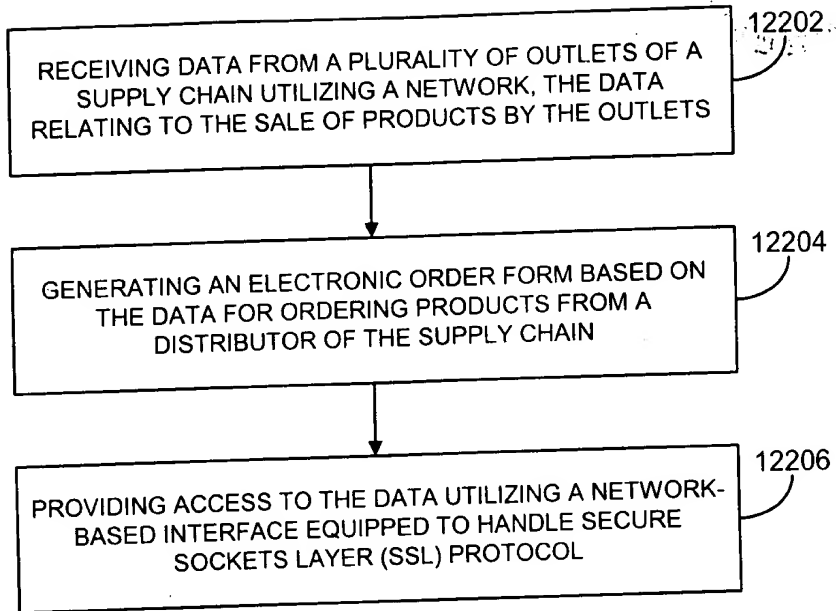 12202
RECEIVING DATA FROM A PLURALITY OF OUTLETS OF A
SUPPLY CHAIN UTILIZING A NETWORK, THE DATA
RELATING TO THE SALE OF PRODUCTS BY THE OUTLETS
12204
GENERATING AN ELECTRONIC ORDER FORM BASED ON
THE DATA FOR ORDERING PRODUCTS FROM A
DISTRIBUTOR OF THE SUPPLY CHAIN
12206
PROVIDING ACCESS TO THE DATA UTILIZING A NETWORK-
BASED INTERFACE EQUIPPED TO HANDLE SECURE
SOCKETS LAYER (SSL) PROTOCOL